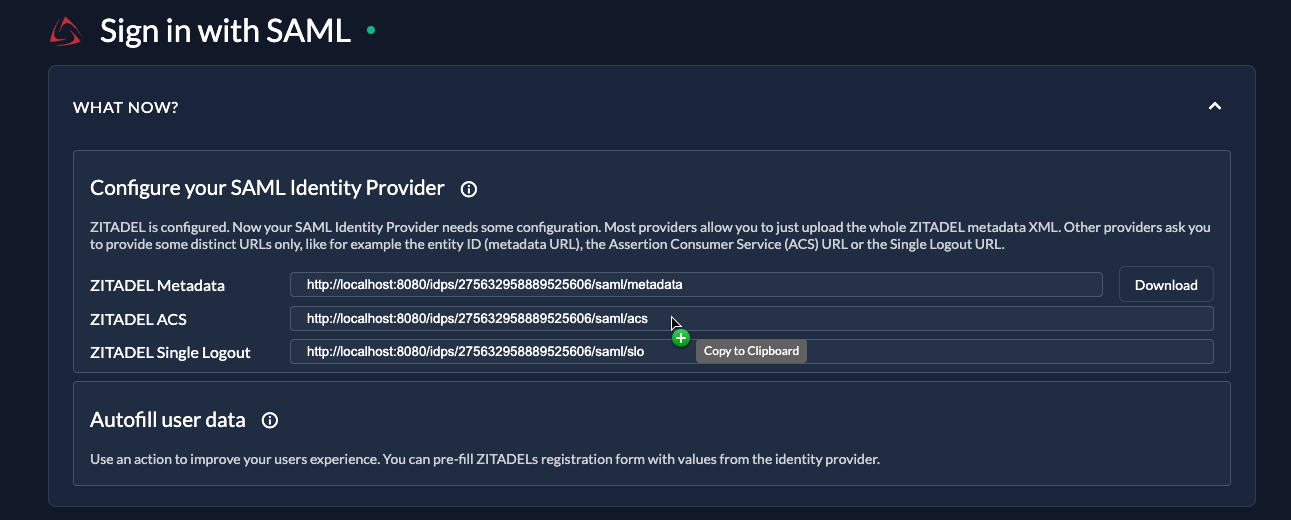 Sign in with SAML
WHAT NOW?
Configure your SAML Identity Provider
ZITADEL is configured. Now your SAML Identity Provider needs some configuration. Most providers allow you to just upload the whole ZITADEL metadata XML. Other providers ask you
to provide some distinct URLs only, like for example the entity ID (metadata URL), the Assertion Consumer Service (ACS) URL or the Single Logout URL.
ZITADEL Metadata http://localhost:8080/idps/275632958889525606/saml/metadata Download
ZITADEL ACS http://localhost:8080/idps/275632958889525606/saml/acs
ZITADEL Single Logout http://localhost:8080/idps/275632958889525606/saml/slo Copy to Clipboard
Autofill user data
Use an action to improve your users experience. You can pre-fill ZITADELs registration form with values from the identity provider.